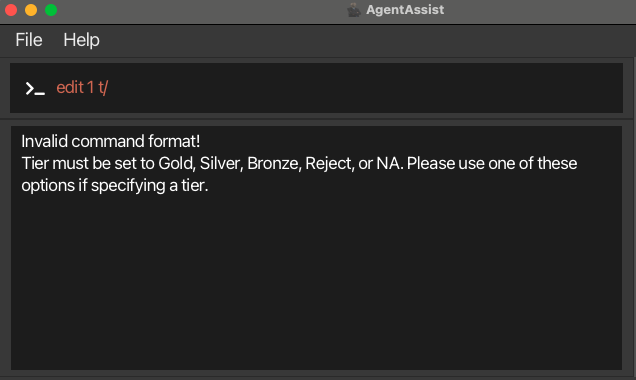 AgentAssist
File Help
edit 1 t/
Invalid command format!
Tier must be set to Gold, Silver, Bronze, Reject, or NA. Please use one of these
options if specifying a tier.